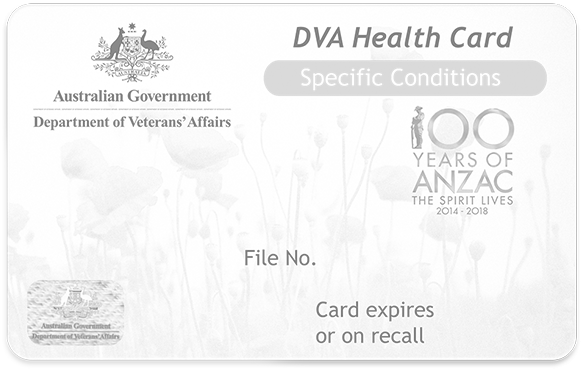 DVA Health Card
Specific Conditions
Australian Government
Department of Veterans' Affairs
100
YEARS OF
ANZAC
THE SPIRIT LIVES
2014 - 2018
File No.
Card expires
or on recall
Australian Government
Department of Veterans' Affairs